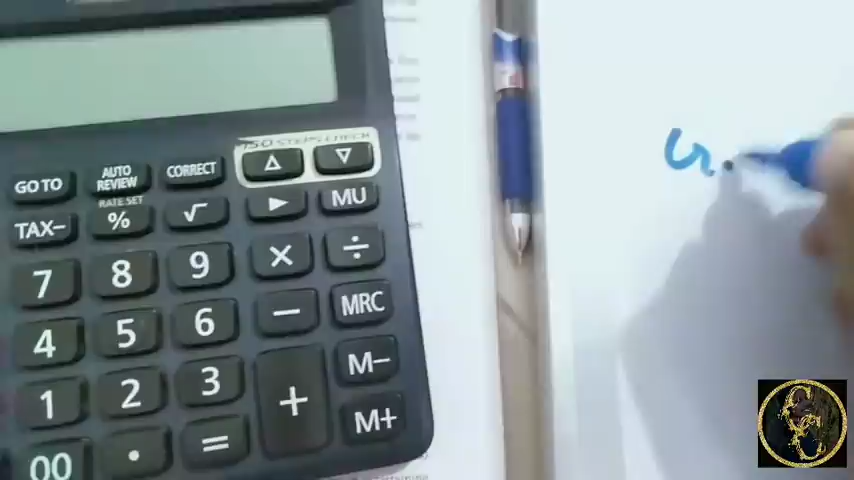 150 STEPS CHECK
GO TO AUTO REVIEW CORRECT △ ▽
RATE SET
TAX− % √ ► MU
7 8 9 × ÷
4 5 6 − MRC
1 2 3 + M−
00 . = M+